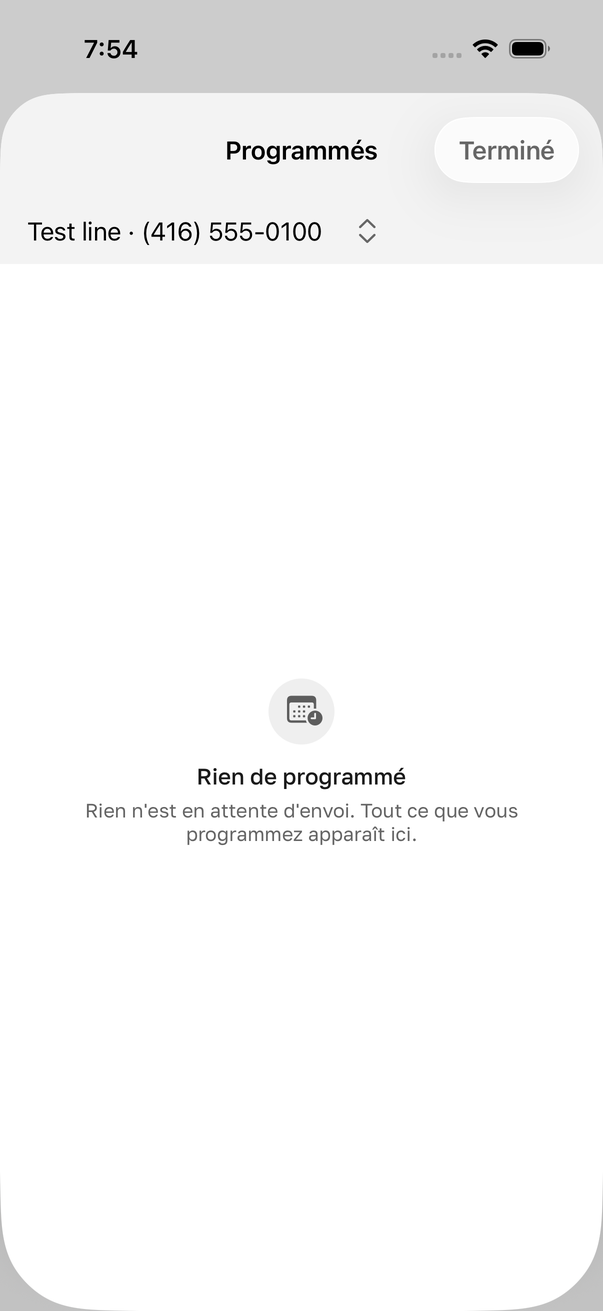 7:54
Programmés
Terminé
Test line · (416) 555-0100
Rien de programmé
Rien n'est en attente d'envoi. Tout ce que vous
programmez apparaît ici.